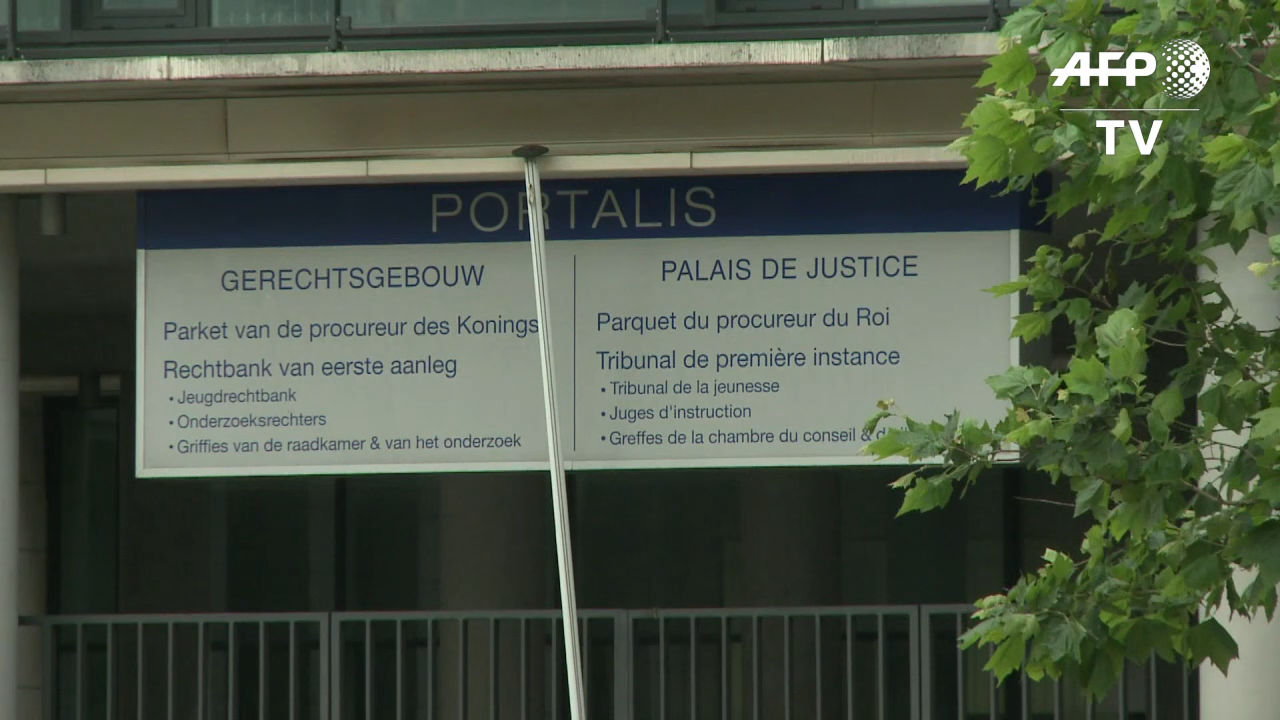 AFP
TV
PORTALIS
GERECHTSGEBOUW
Parket van de procureur des Konings
Rechtbank van eerste aanleg
• Jeugdrechtbank
• Onderzoeksrechters
• Griffies van de raadkamer & van het onderzoek
PALAIS DE JUSTICE
Parquet du procureur du Roi
Tribunal de première instance
• Tribunal de la jeunesse
• Juges d'instruction
• Greffes de la chambre du conseil &